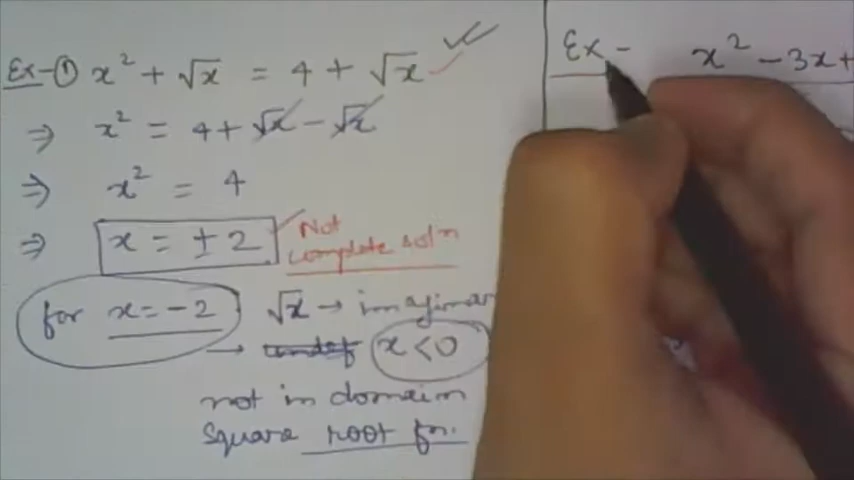 Ex-① x² + √x = 4 + √x
⇒ x² = 4 + √x - √x
⇒ x² = 4
⇒ x = ± 2 Not
complete solⁿ
for x = -2 √x → imaginar
→ x < 0
not in domain
square root fn.
Ex - x² - 3x +